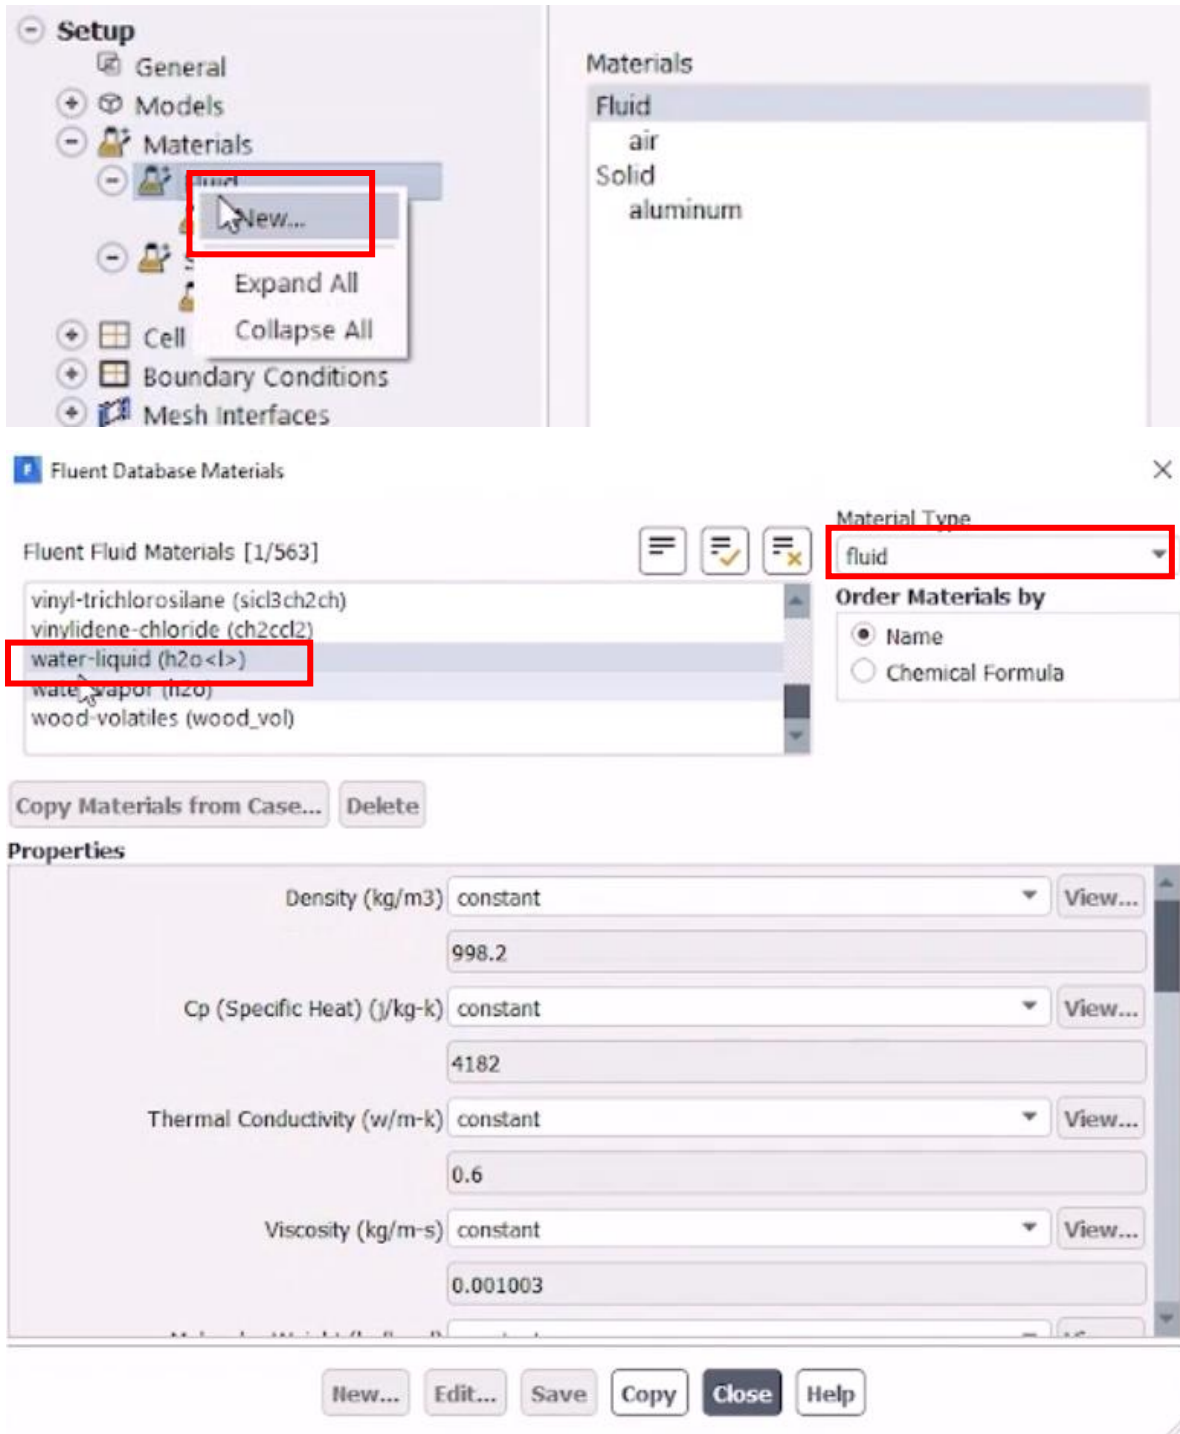 Setup
General
Models
Materials
Fluid
New...
Expand All
Collapse All
Cell
Boundary Conditions
Mesh Interfaces
Materials
Fluid
air
Solid
aluminum
Fluent Database Materials
Fluent Fluid Materials [1/563]
vinyl-trichlorosilane (sicl3ch2ch)
vinylidene-chloride (ch2ccl2)
water-liquid (h2o<l>)
water-vapor (h2o)
wood-volatiles (wood_vol)
Material Type
fluid
Order Materials by
Name
Chemical Formula
Copy Materials from Case... Delete
Properties
Density (kg/m3) constant View...
998.2
Cp (Specific Heat) (j/kg-k) constant View...
4182
Thermal Conductivity (w/m-k) constant View...
0.6
Viscosity (kg/m-s) constant View...
0.001003
New... Edit... Save Copy Close Help